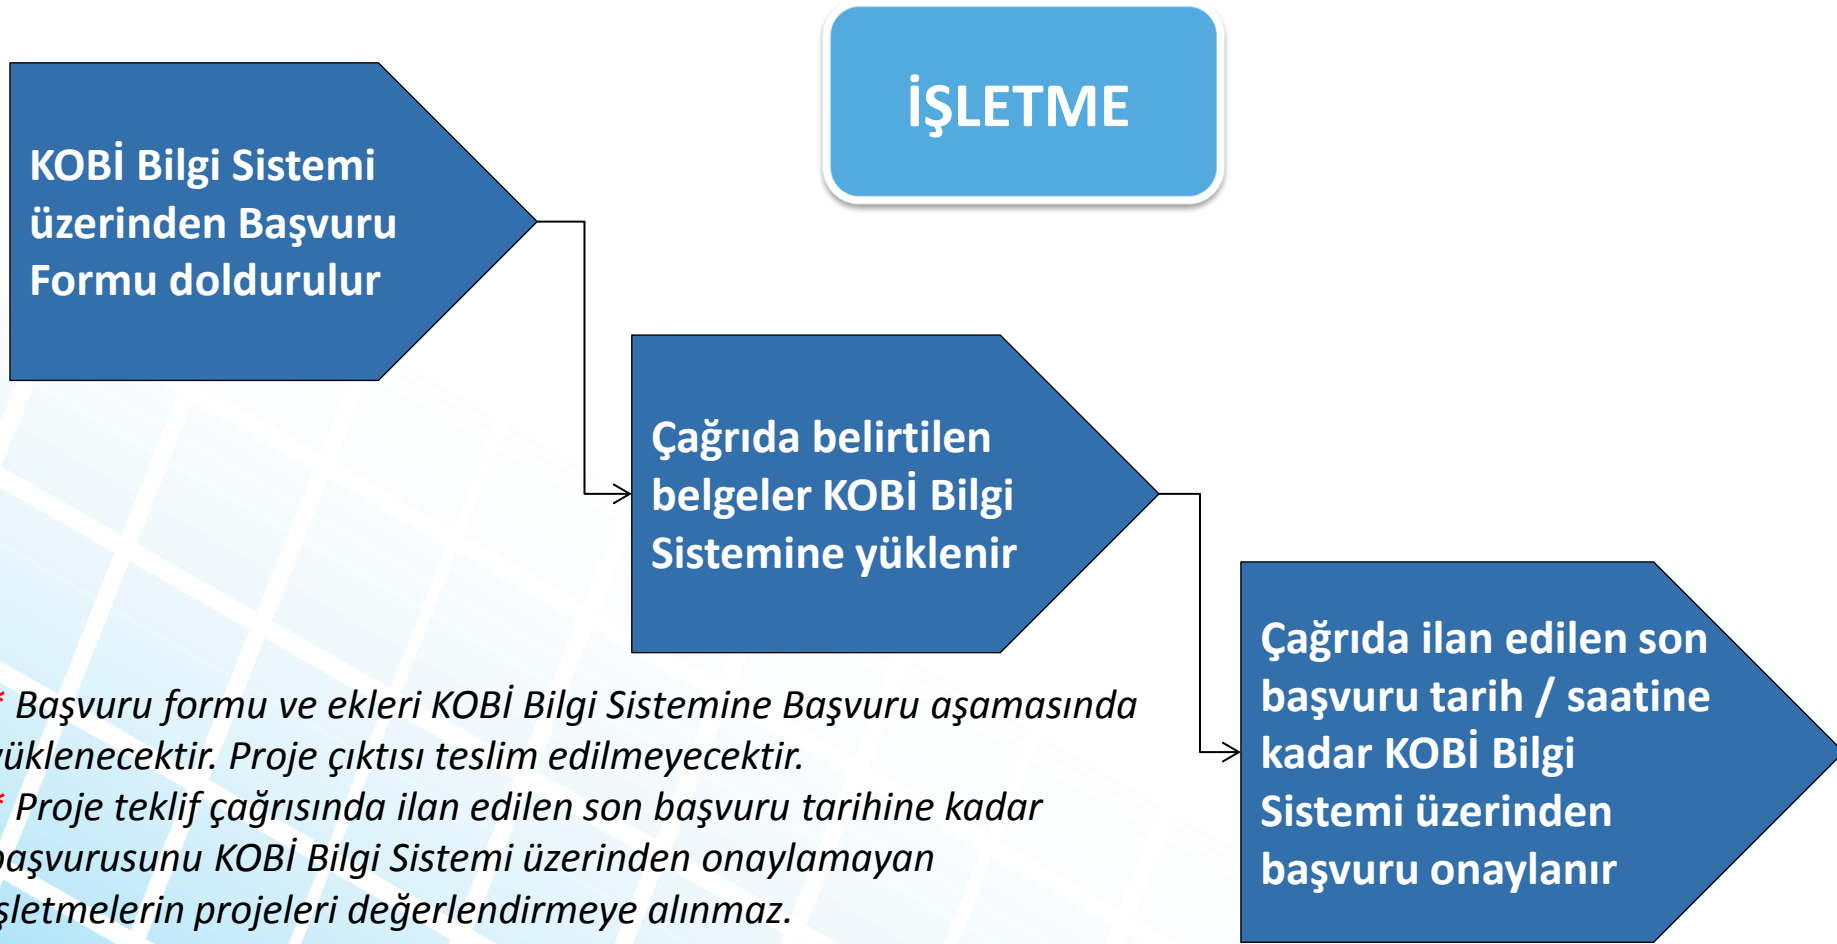 İŞLETME
KOBİ Bilgi Sistemi
üzerinden Başvuru
Formu doldurulur
Çağrıda belirtilen
belgeler KOBİ Bilgi
Sistemine yüklenir
Çağrıda ilan edilen son
başvuru tarih / saatine
kadar KOBİ Bilgi
Sistemi üzerinden
başvuru onaylanır
* Başvuru formu ve ekleri KOBİ Bilgi Sistemine Başvuru aşamasında
yüklenecektir. Proje çıktısı teslim edilmeyecektir.
* Proje teklif çağrısında ilan edilen son başvuru tarihine kadar
başvurusunu KOBİ Bilgi Sistemi üzerinden onaylamayan
işletmelerin projeleri değerlendirmeye alınmaz.